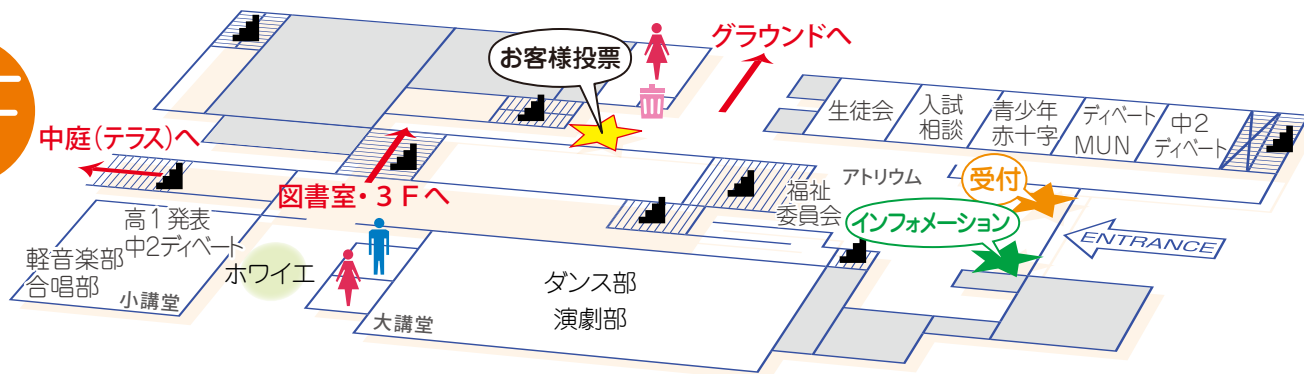 お客様投票
グラウンドへ
中庭(テラス)へ
図書室・３Ｆへ
生徒会
入試
相談
青少年
赤十字
ディベート
MUN
中2
ディベート
アトリウム
受付
福祉
委員会
インフォメーション
ENTRANCE
高１発表
中2ディベート
軽音楽部
合唱部
小講堂
ホワイエ
大講堂
ダンス部
演劇部